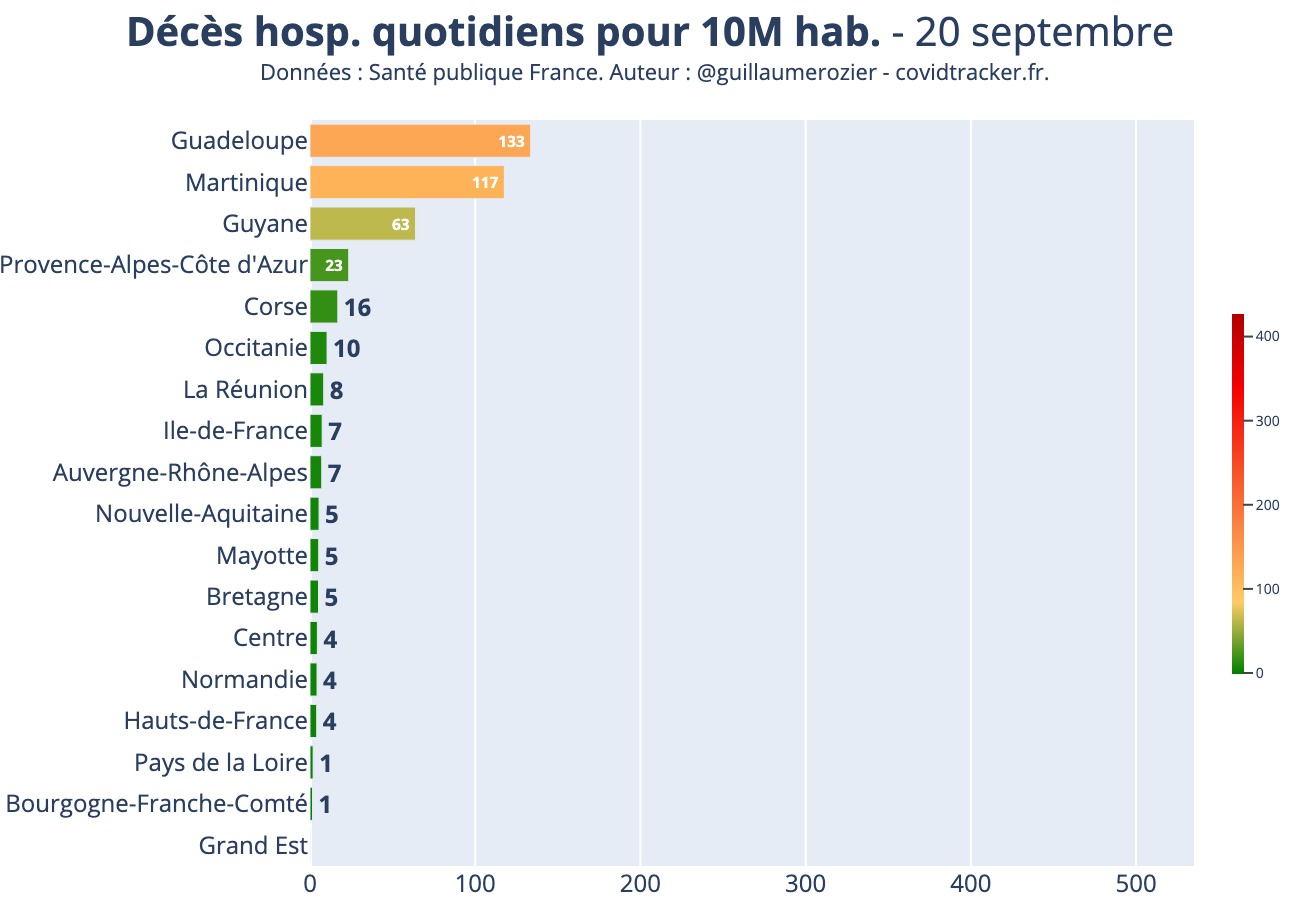 Décès hosp. quotidiens pour 10M hab. - 20 septembre
Données : Santé publique France. Auteur : @guillaumerozier - covidtracker.fr.
Guadeloupe 133
Martinique 117
Guyane 63
Provence-Alpes-Côte d'Azur 23
Corse 16
Occitanie 10
La Réunion 8
Ile-de-France 7
Auvergne-Rhône-Alpes 7
Nouvelle-Aquitaine 5
Mayotte 5
Bretagne 5
Centre 4
Normandie 4
Hauts-de-France 4
Pays de la Loire 1
Bourgogne-Franche-Comté 1
Grand Est
0 100 200 300 400 500
400
300
200
100
0